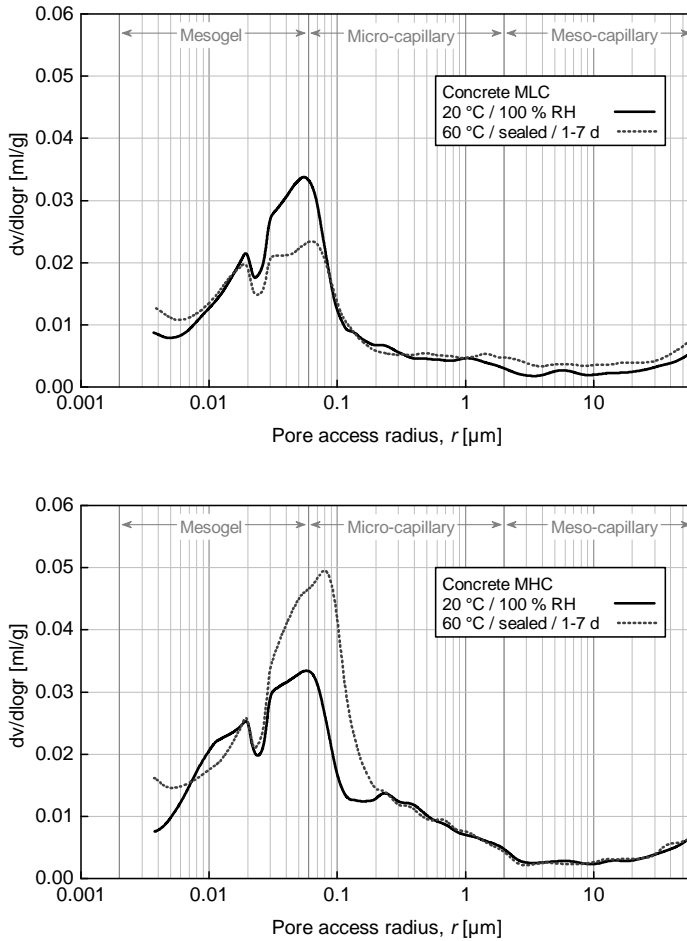 0.06
Mesogel
Micro-capillary
Meso-capillary
0.05
Concrete MLC
20 °C / 100 % RH
60 °C / sealed / 1-7 d
0.04
0.03
0.02
0.01
0.00
dv/dlogr [ml/g]
0.001
0.01
0.1
1
10
Pore access radius, r [µm]
0.06
Mesogel
Micro-capillary
Meso-capillary
0.05
Concrete MHC
20 °C / 100 % RH
60 °C / sealed / 1-7 d
0.04
0.03
0.02
0.01
0.00
dv/dlogr [ml/g]
0.001
0.01
0.1
1
10
Pore access radius, r [µm]